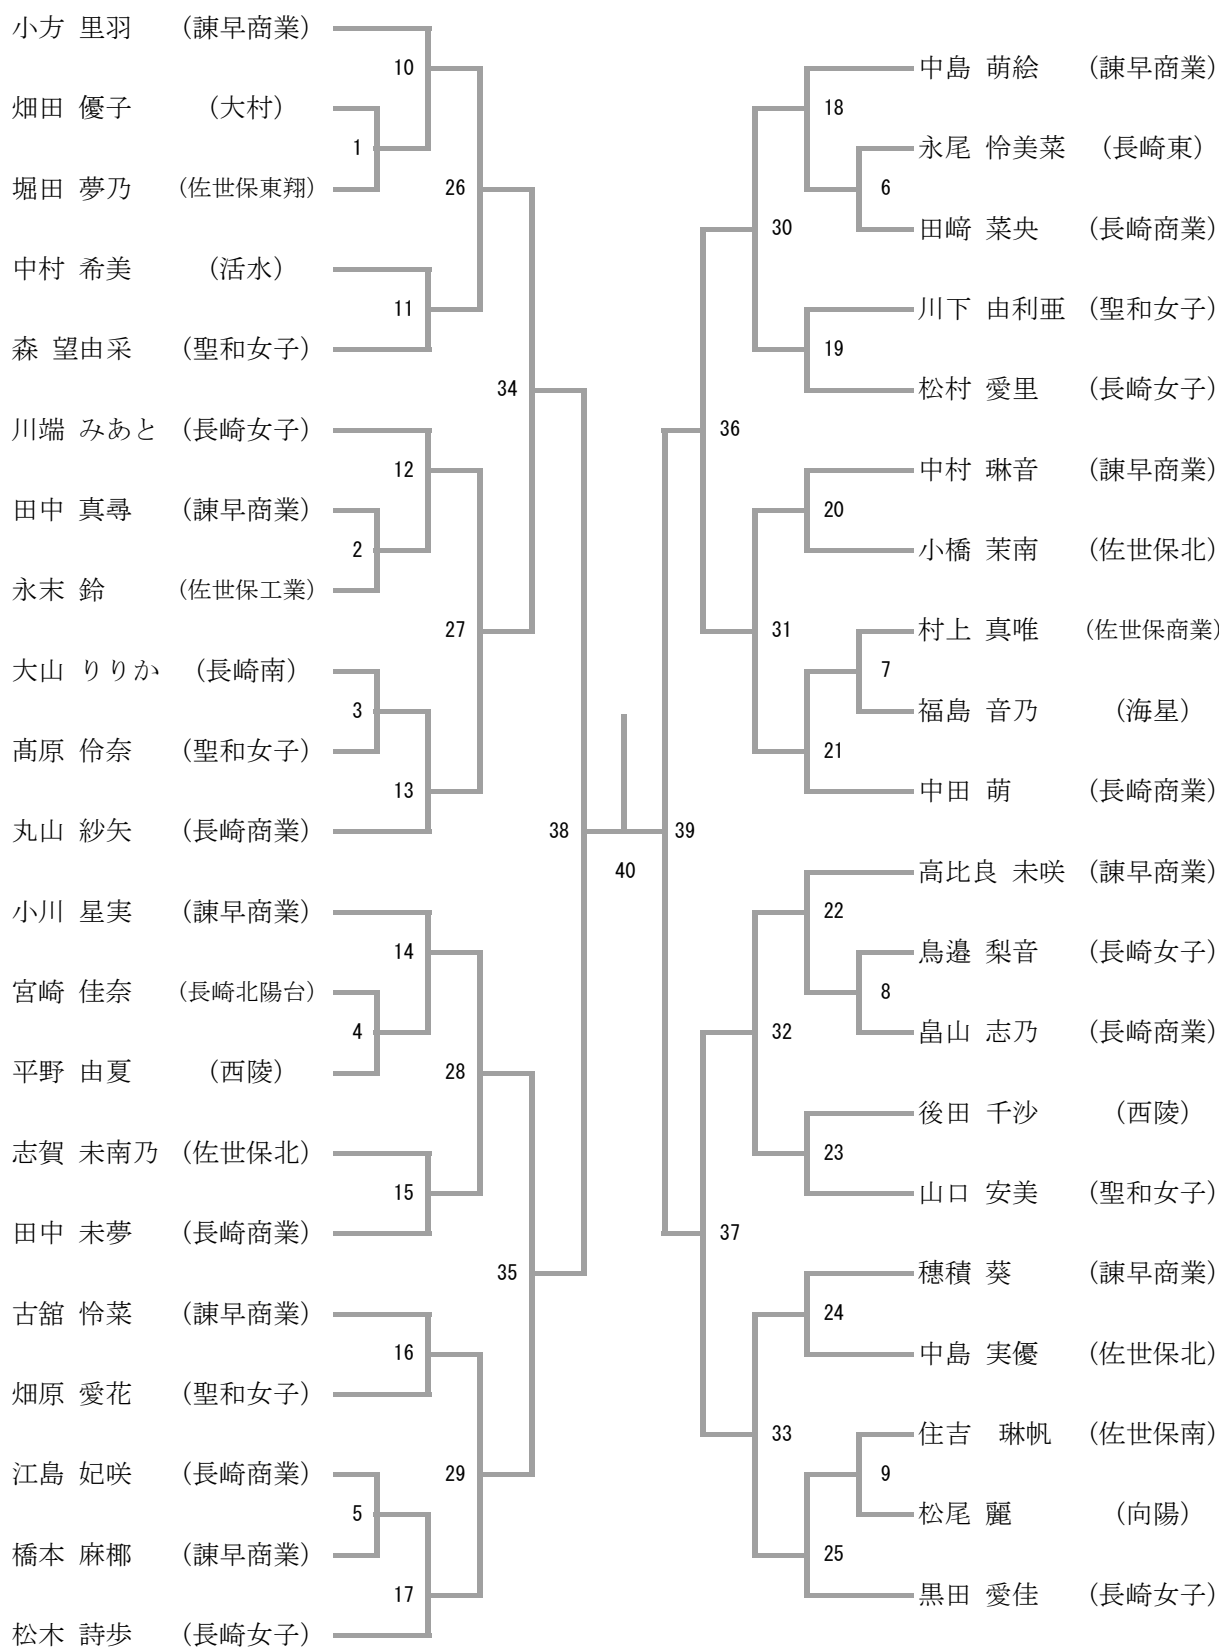 小方 里羽 (諫早商業)
10
畑田 優子 (大村)
1
堀田 夢乃 (佐世保東翔)
26
中村 希美 (活水)
11
森 望由采 (聖和女子)
34
川端 みあと (長崎女子)
12
田中 真尋 (諫早商業)
2
永末 鈴 (佐世保工業)
27
大山 りりか (長崎南)
3
髙原 伶奈 (聖和女子)
13
丸山 紗矢 (長崎商業)
38
小川 星実 (諫早商業)
14
宮崎 佳奈 (長崎北陽台)
4
平野 由夏 (西陵)
28
志賀 未南乃 (佐世保北)
15
田中 未夢 (長崎商業)
35
古舘 怜菜 (諫早商業)
16
畑原 愛花 (聖和女子)
江島 妃咲 (長崎商業)
29
5
橋本 麻梛 (諫早商業)
17
松木 詩歩 (長崎女子)
40
中島 萌絵 (諫早商業)
18
永尾 怜美菜 (長崎東)
6
田﨑 菜央 (長崎商業)
30
川下 由利亜 (聖和女子)
19
松村 愛里 (長崎女子)
36
中村 琳音 (諫早商業)
20
小橋 茉南 (佐世保北)
31
村上 真唯 (佐世保商業)
7
福島 音乃 (海星)
21
中田 萌 (長崎商業)
39
高比良 未咲 (諫早商業)
22
鳥邉 梨音 (長崎女子)
8
畠山 志乃 (長崎商業)
32
後田 千沙 (西陵)
23
山口 安美 (聖和女子)
37
穗積 葵 (諫早商業)
24
中島 実優 (佐世保北)
33
住吉 琳帆 (佐世保南)
9
松尾 麗 (向陽)
25
黒田 愛佳 (長崎女子)